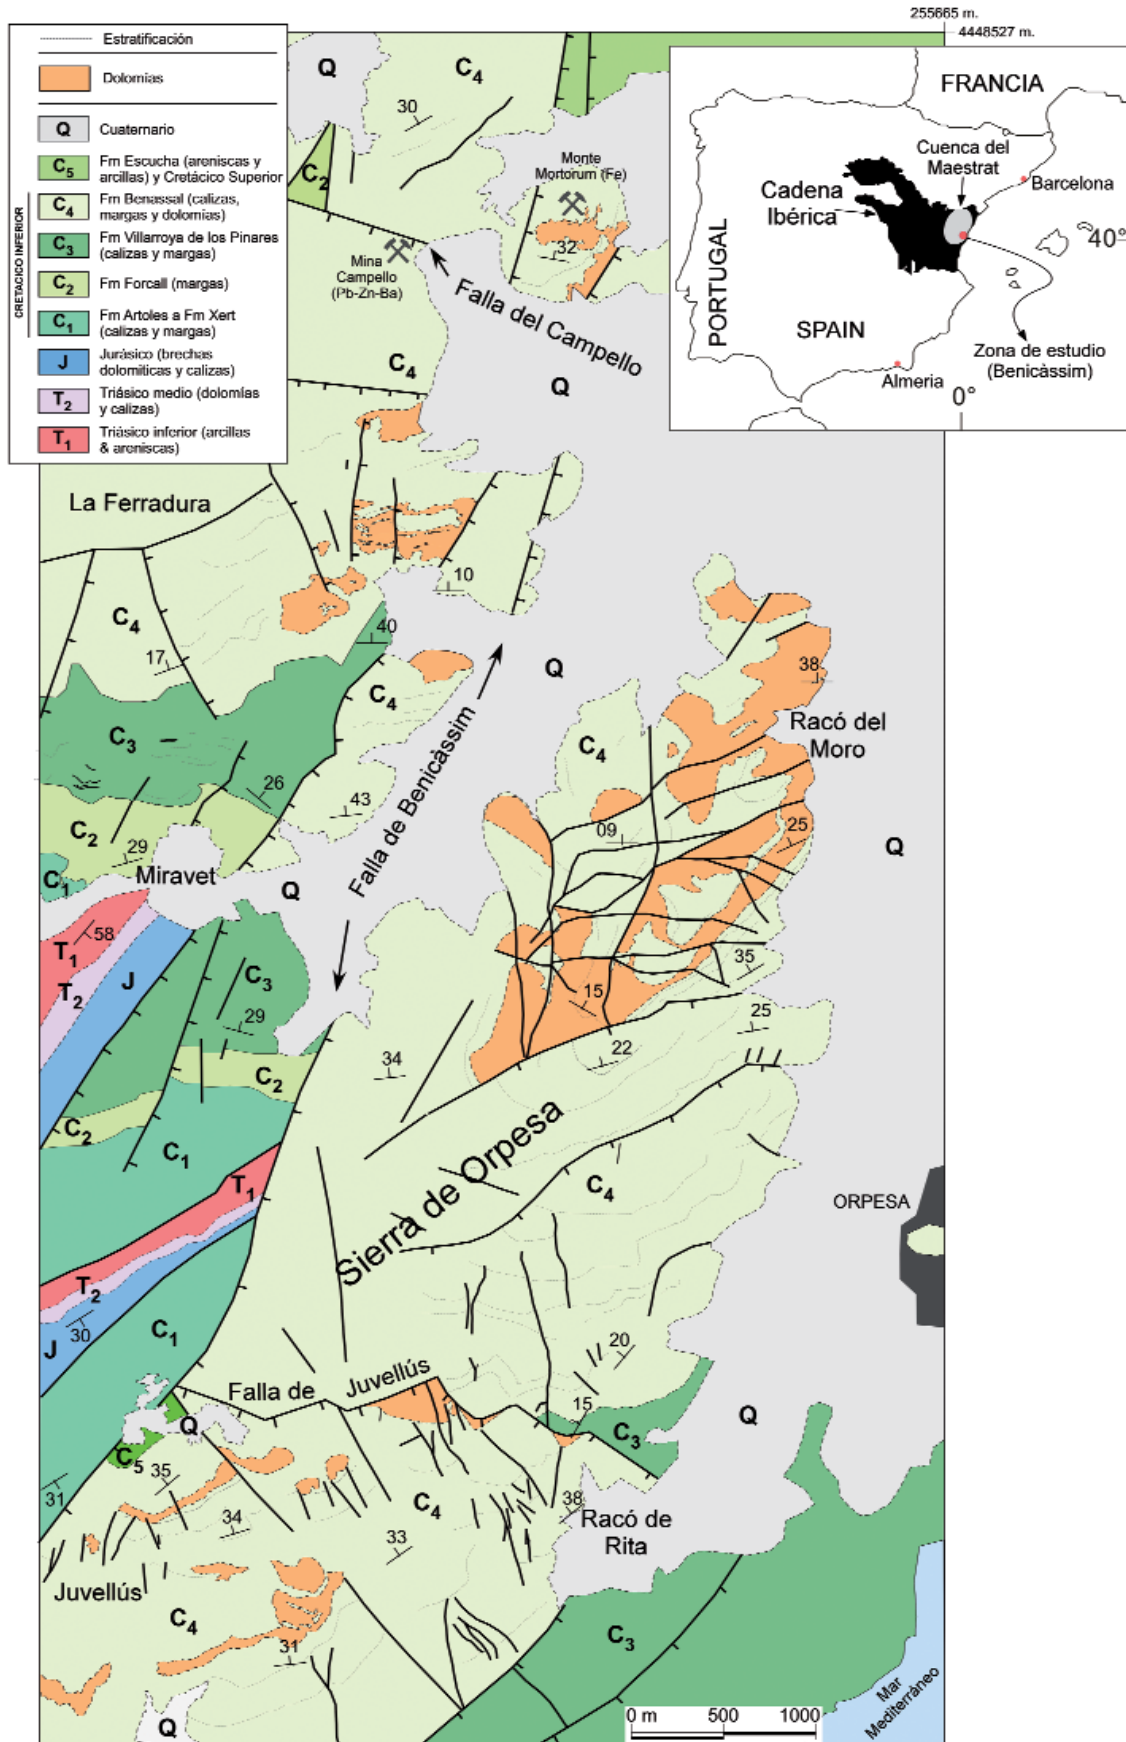 255665 m.
4448527 m.
Estratificación
Dolomías
Q Cuaternario
C5 Fm Escucha (areniscas y
arcillas) y Cretácico Superior
C4 Fm Benassal (calizas,
margas y dolomías)
C3 Fm Villarroya de los Pinares
(calizas y margas)
C2 Fm Forcall (margas)
C1 Fm Artoles a Fm Xert
(calizas y margas)
CRETACICO INFERIOR
J Jurásico (brechas
dolomiticas y calizas)
T2 Triásico medio (dolomías
y calizas)
T1 Triásico inferior (arcillas
& areniscas)
FRANCIA
Cuenca del
Maestrat
Barcelona
Cadena
Ibérica
40°
PORTUGAL
SPAIN
Zona de estudio
(Benicàssim)
Almeria
0°
Q
C4
30
C2
Monte
Mortorum (Fe)
32
Mina
Campello
(Pb-Zn-Ba)
Falla del Campello
C4
Q
La Ferradura
10
C4
17
40
C4
Q
38
Racó del
Moro
C3
C4
26
43
Falla de Benicàssim
09
25
C2
29
Miravet
C1
Q
Q
T1
58
T2
J
C3
29
35
15
25
34
22
C2
C2
C1
Sierra de Orpesa
T1
C4
ORPESA
T2
30
J
C1
20
Falla de Juvellús
15
C3
Q
Q
C5
35
31
34
C4
38
33
Racó de
Rita
Juvellús
C4
31
C3
Q
0 m 500 1000
Mar
Mediterráneo